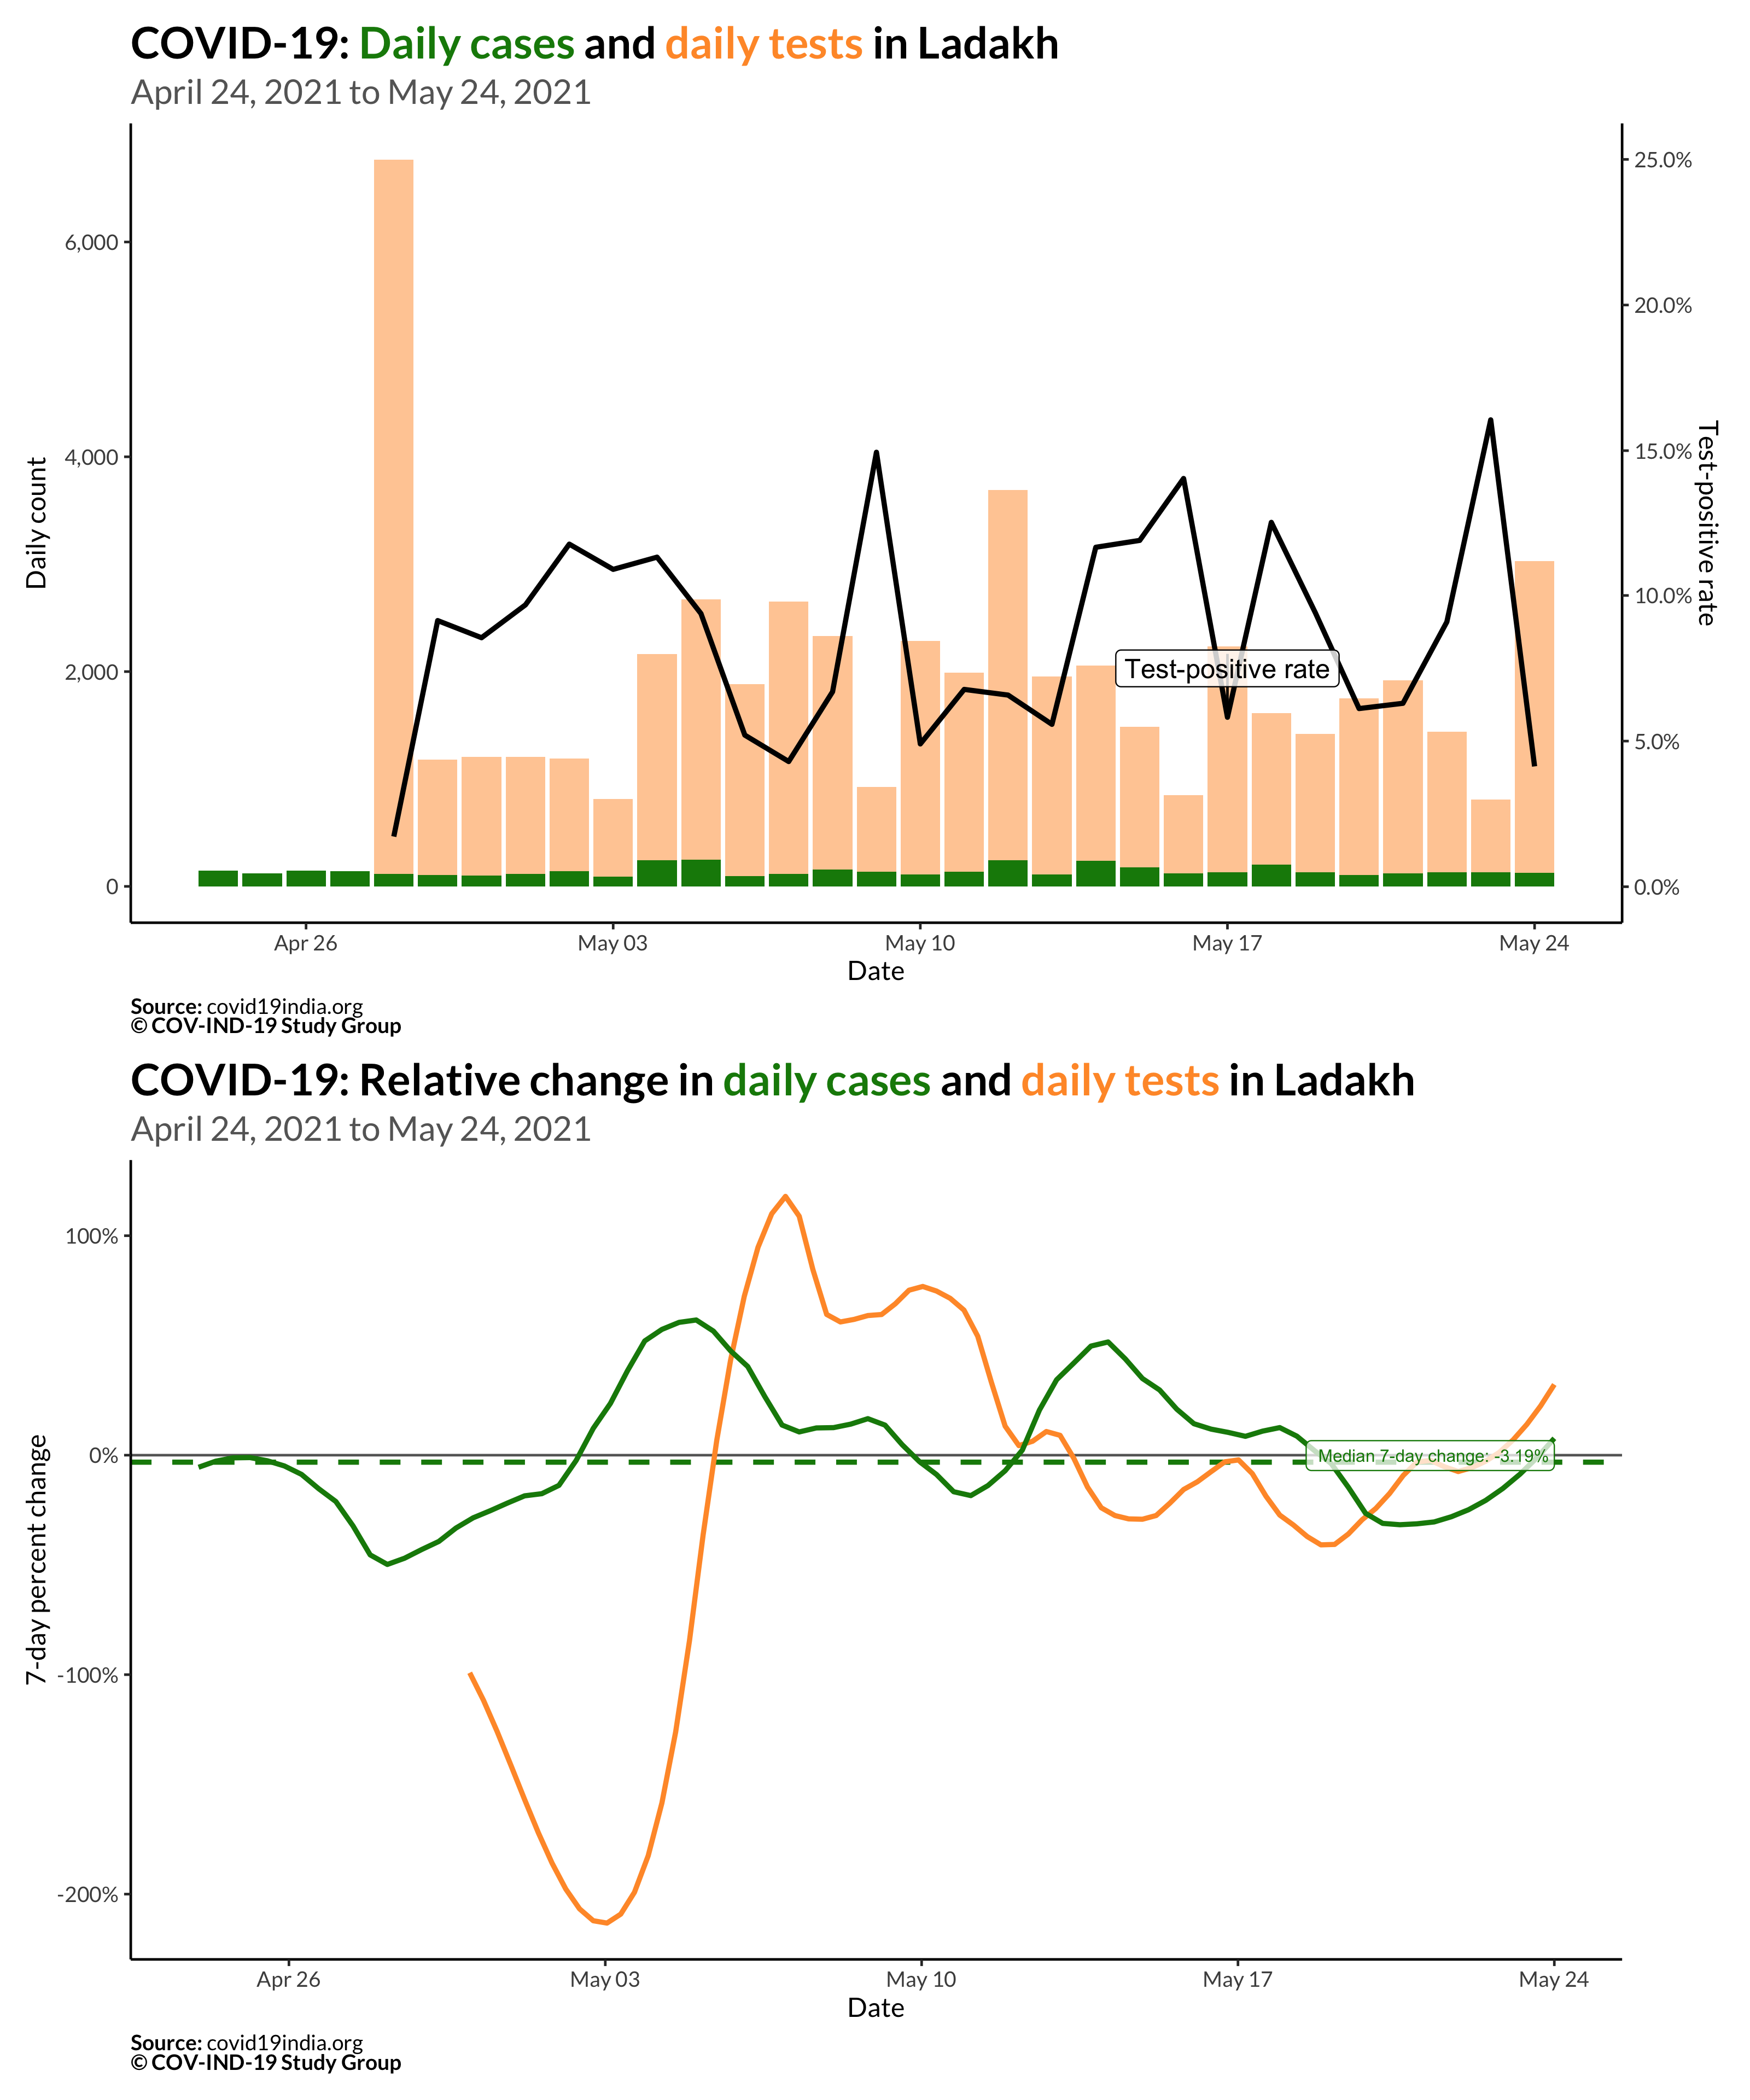 COVID-19: Daily cases and daily tests in Ladakh
April 24, 2021 to May 24, 2021
25.0%
6,000
20.0%
4,000
15.0%
Daily count
Test-positive rate
10.0%
2,000
Test-positive rate
5.0%
0
0.0%
Apr 26
May 03
May 10
May 17
May 24
Date
Source: covid19india.org
© COV-IND-19 Study Group
COVID-19: Relative change in daily cases and daily tests in Ladakh
April 24, 2021 to May 24, 2021
100%
0%
Median 7-day change: -3.19%
7-day percent change
-100%
-200%
Apr 26
May 03
May 10
May 17
May 24
Date
Source: covid19india.org
© COV-IND-19 Study Group